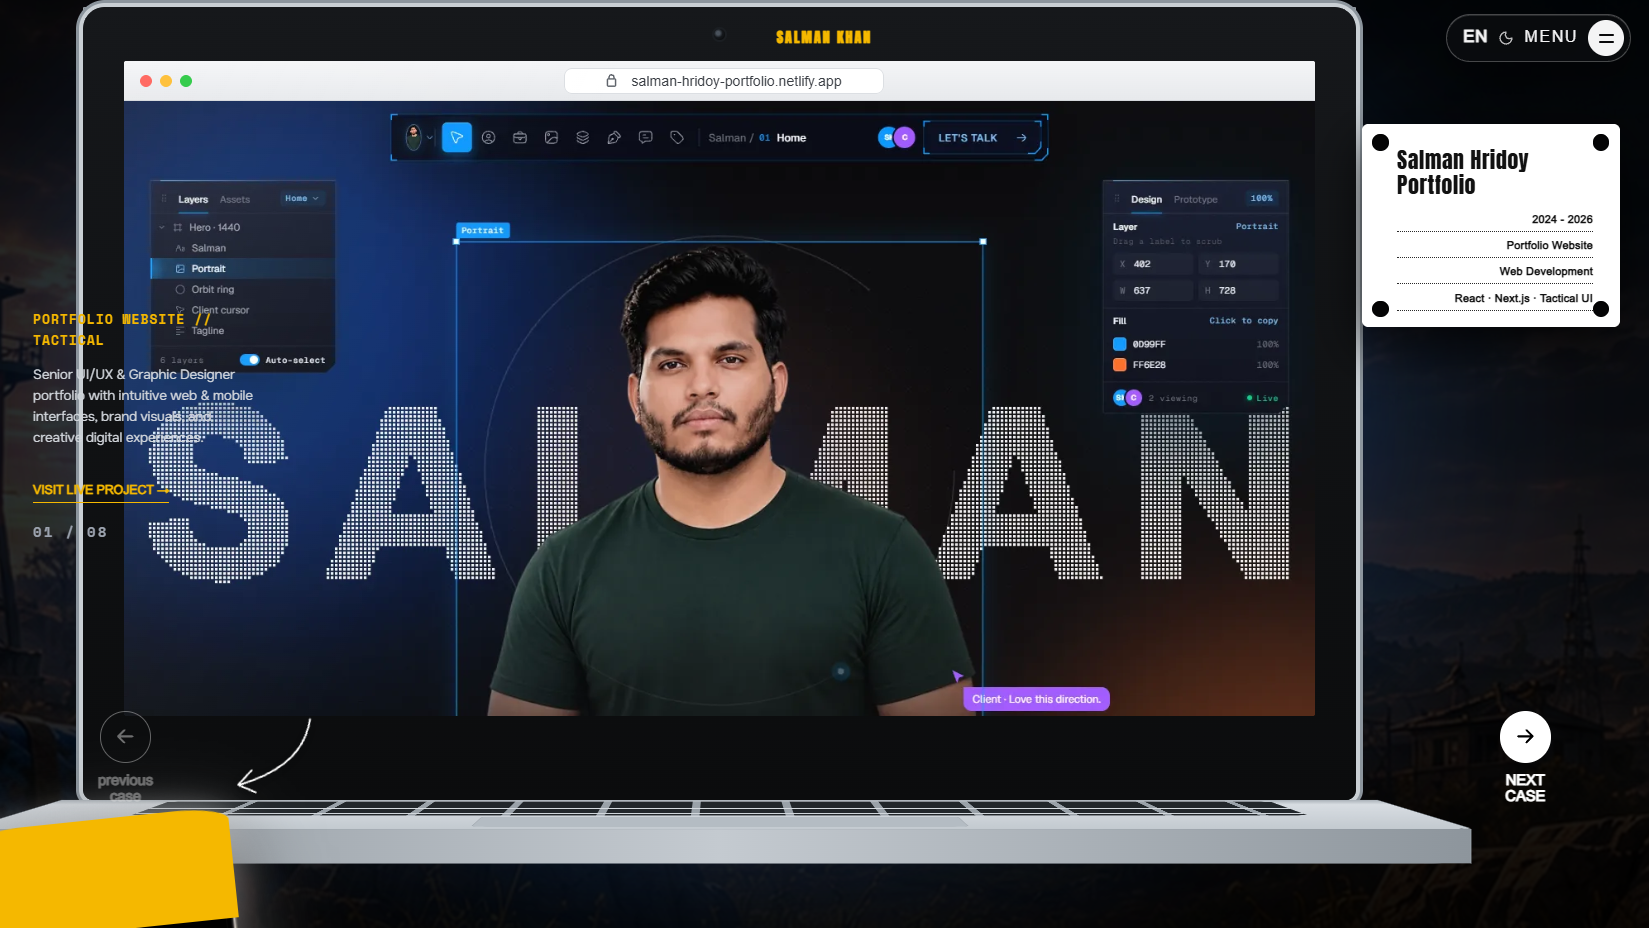 SALMAN KHAN
EN MENU
salman-hridoy-portfolio.netlify.app
Salman / 01 Home
SH C
LET'S TALK
Layers Assets Home
Hero · 1440
Salman
Portrait
Orbit ring
Client cursor
Tagline
6 layers Auto-select
Portrait
Design Prototype 100%
Layer Portrait
Drag a label to scrub
X 402 Y 170
W 637 H 728
Fill Click to copy
0D99FF 100%
FF6E28 100%
C 2 viewing Live
Salman Hridoy
Portfolio
2024 - 2026
Portfolio Website
Web Development
React · Next.js · Tactical UI
PORTFOLIO WEBSITE //
TACTICAL
Senior UI/UX & Graphic Designer
portfolio with intuitive web & mobile
interfaces, brand visuals, and
creative digital experiences.
VISIT LIVE PROJECT →
01 / 08
SALMAN
Client · Love this direction.
previous
case
NEXT
CASE